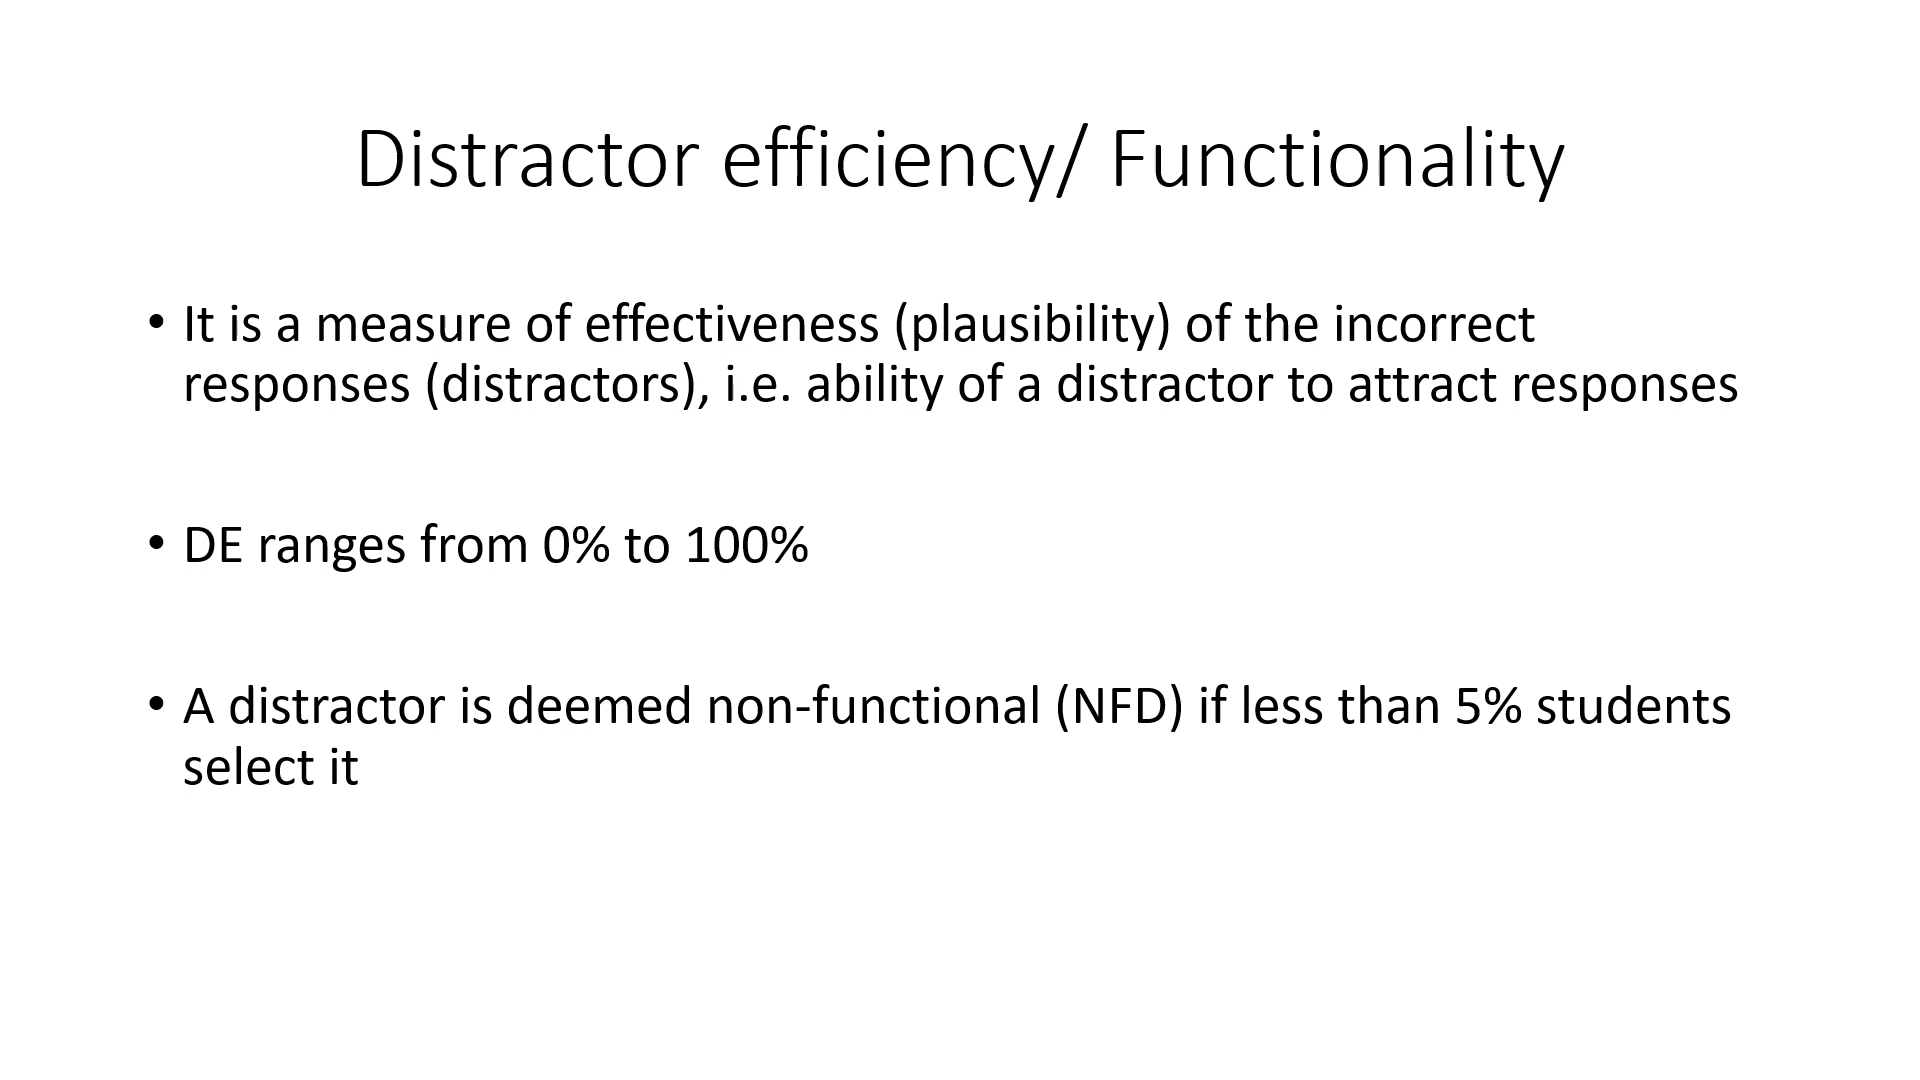 Distractor efficiency/ Functionality
• It is a measure of effectiveness (plausibility) of the incorrect
responses (distractors), i.e. ability of a distractor to attract responses
• DE ranges from 0% to 100%
• A distractor is deemed non-functional (NFD) if less than 5% students
select it